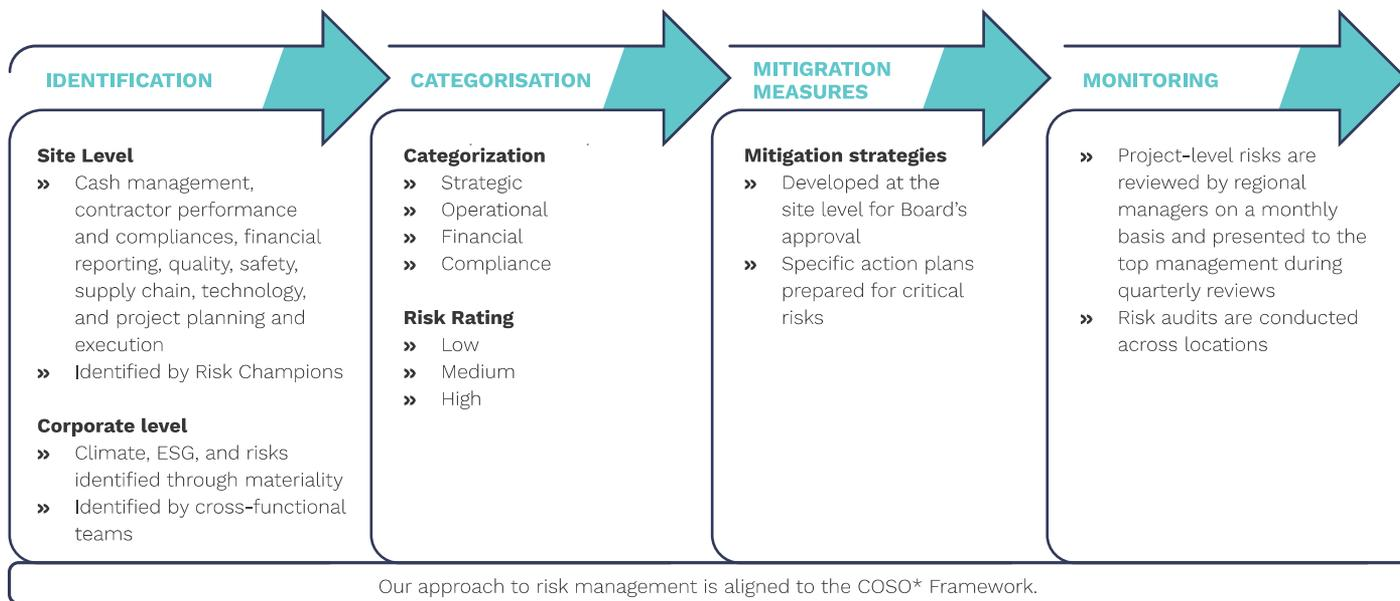 IDENTIFICATION
Site Level
» Cash management,
contractor performance
and compliances, financial
reporting, quality, safety,
supply chain, technology,
and project planning and
execution
» Identified by Risk Champions
Corporate level
» Climate, ESG, and risks
identified through materiality
» Identified by cross-functional
teams
CATEGORISATION
Categorization
» Strategic
» Operational
» Financial
» Compliance
Risk Rating
» Low
» Medium
» High
MITIGRATION
MEASURES
Mitigation strategies
» Developed at the
site level for Board's
approval
» Specific action plans
prepared for critical
risks
MONITORING
» Project-level risks are
reviewed by regional
managers on a monthly
basis and presented to the
top management during
quarterly reviews
» Risk audits are conducted
across locations
Our approach to risk management is aligned to the COSO* Framework.